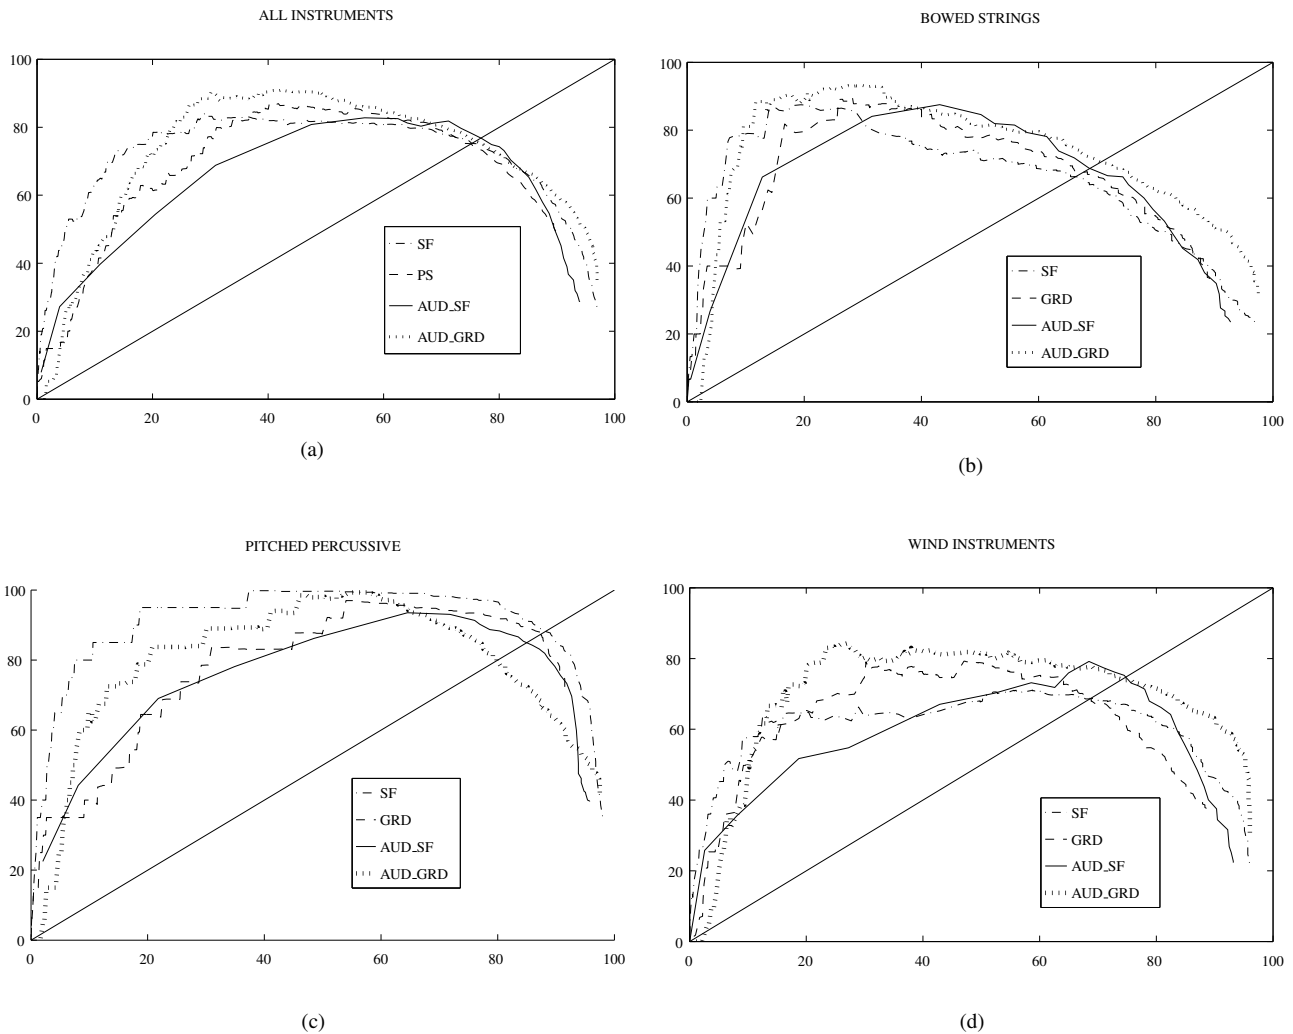 ALL INSTRUMENTS
100
80
60
40
20
0
SF
PS
AUD_SF
AUD_GRD
0 20 40 60 80 100
(a)
BOWED STRINGS
100
80
60
40
20
0
SF
GRD
AUD_SF
AUD_GRD
0 20 40 60 80 100
(b)
PITCHED PERCUSSIVE
100
80
60
40
20
0
SF
GRD
AUD_SF
AUD_GRD
0 20 40 60 80 100
(c)
WIND INSTRUMENTS
100
80
60
40
20
0
SF
GRD
AUD_SF
AUD_GRD
0 20 40 60 80 100
(d)